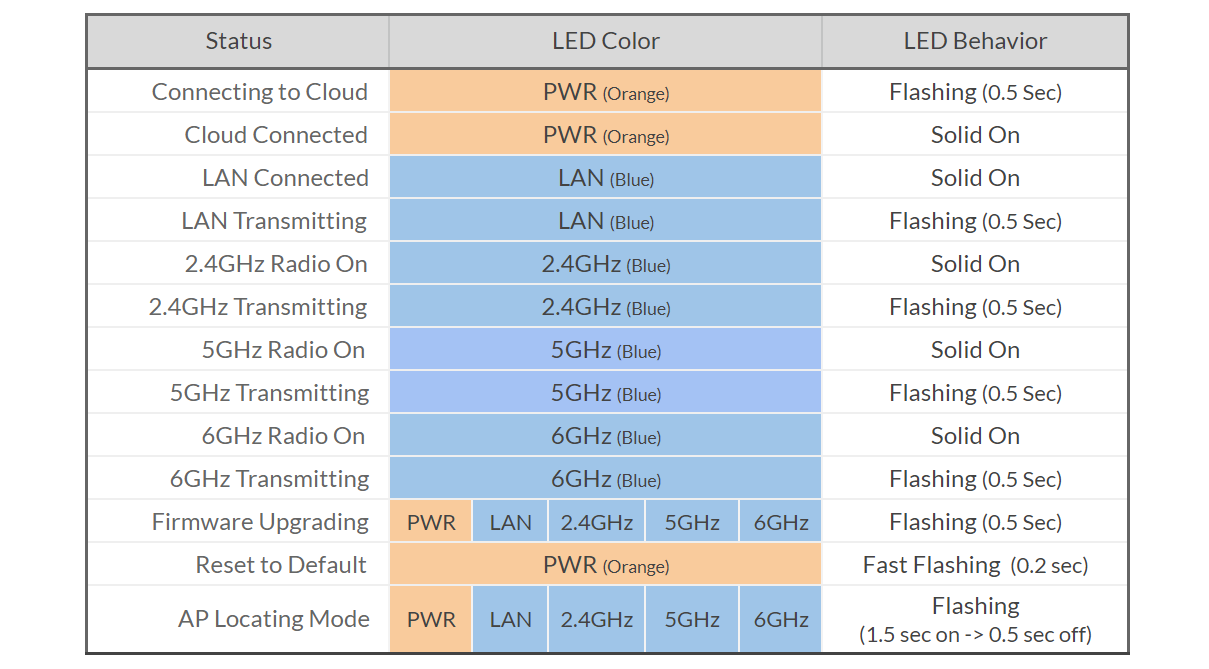 Status LED Color LED Behavior
Connecting to Cloud PWR (Orange) Flashing (0.5 Sec)
Cloud Connected PWR (Orange) Solid On
LAN Connected LAN (Blue) Solid On
LAN Transmitting LAN (Blue) Flashing (0.5 Sec)
2.4GHz Radio On 2.4GHz (Blue) Solid On
2.4GHz Transmitting 2.4GHz (Blue) Flashing (0.5 Sec)
5GHz Radio On 5GHz (Blue) Solid On
5GHz Transmitting 5GHz (Blue) Flashing (0.5 Sec)
6GHz Radio On 6GHz (Blue) Solid On
6GHz Transmitting 6GHz (Blue) Flashing (0.5 Sec)
Firmware Upgrading PWR LAN 2.4GHz 5GHz 6GHz Flashing (0.5 Sec)
Reset to Default PWR (Orange) Fast Flashing (0.2 sec)
AP Locating Mode PWR LAN 2.4GHz 5GHz 6GHz Flashing
(1.5 sec on -> 0.5 sec off)